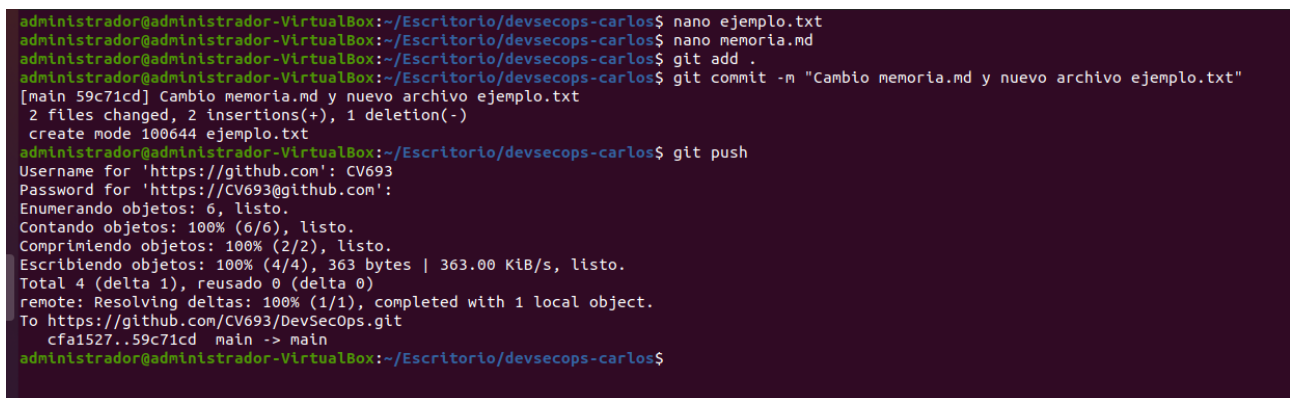 administrador@administrador-VirtualBox:~/Escritorio/devsecops-carlos$ nano ejemplo.txt
administrador@administrador-VirtualBox:~/Escritorio/devsecops-carlos$ nano memoria.md
administrador@administrador-VirtualBox:~/Escritorio/devsecops-carlos$ git add .
administrador@administrador-VirtualBox:~/Escritorio/devsecops-carlos$ git commit -m "Cambio memoria.md y nuevo archivo ejemplo.txt"
[main 59c71cd] Cambio memoria.md y nuevo archivo ejemplo.txt
 2 files changed, 2 insertions(+), 1 deletion(-)
 create mode 100644 ejemplo.txt
administrador@administrador-VirtualBox:~/Escritorio/devsecops-carlos$ git push
Username for 'https://github.com': CV693
Password for 'https://CV693@github.com':
Enumerando objetos: 6, listo.
Contando objetos: 100% (6/6), listo.
Comprimiendo objetos: 100% (2/2), listo.
Escribiendo objetos: 100% (4/4), 363 bytes | 363.00 KiB/s, listo.
Total 4 (delta 1), reusado 0 (delta 0)
remote: Resolving deltas: 100% (1/1), completed with 1 local object.
To https://github.com/CV693/DevSecOps.git
   cfa1527..59c71cd  main -> main
administrador@administrador-VirtualBox:~/Escritorio/devsecops-carlos$